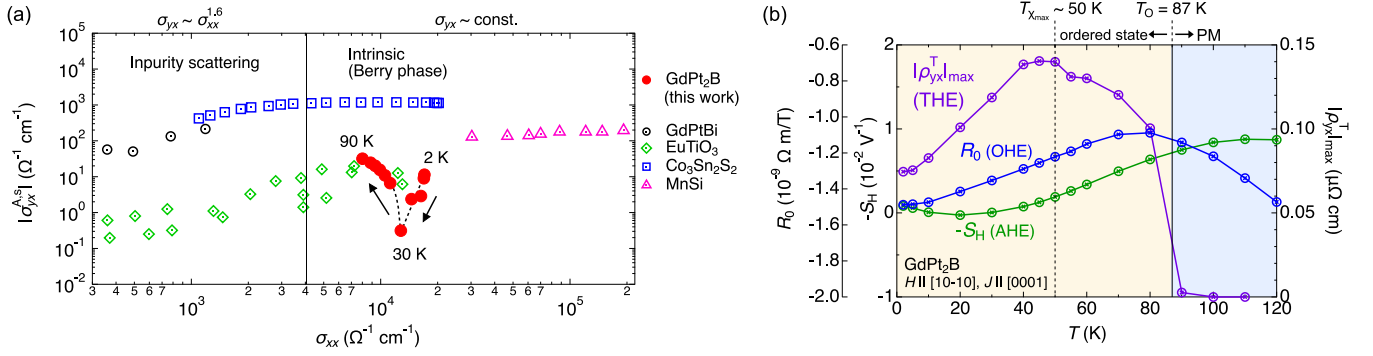 (a)
σyx ~ σxx^1.6
σyx ~ const.
Inpurity scattering
Intrinsic
(Berry phase)
90 K
2 K
30 K
10^5
10^4
10^3
10^2
10^1
10^0
10^-1
10^-2
|σyx^A,S| (Ω^-1 cm^-1)
3 4 5 6 7 10^3 2 3 4 5 6 7 10^4 2 3 4 5 6 7 10^5 2
σxx (Ω^-1 cm^-1)
GdPt2B
(this work)
GdPtBi
EuTiO3
Co3Sn2S2
MnSi
(b)
Tχmax ~ 50 K
TO = 87 K
ordered state ← → PM
|ρyx^T|max
(THE)
R0 (OHE)
-SH (AHE)
GdPt2B
H II [10-10], J II [0001]
-0.6
-0.8
-1.0
-1.2
-1.4
-1.6
-1.8
-2.0
R0 (10^-9 Ω m/T)
2
1
0
-1
-SH (10^-2 V^-1)
0.15
0.10
0.05
0
|ρyx^T|max (μΩ cm)
0 20 40 60 80 100 120
T (K)